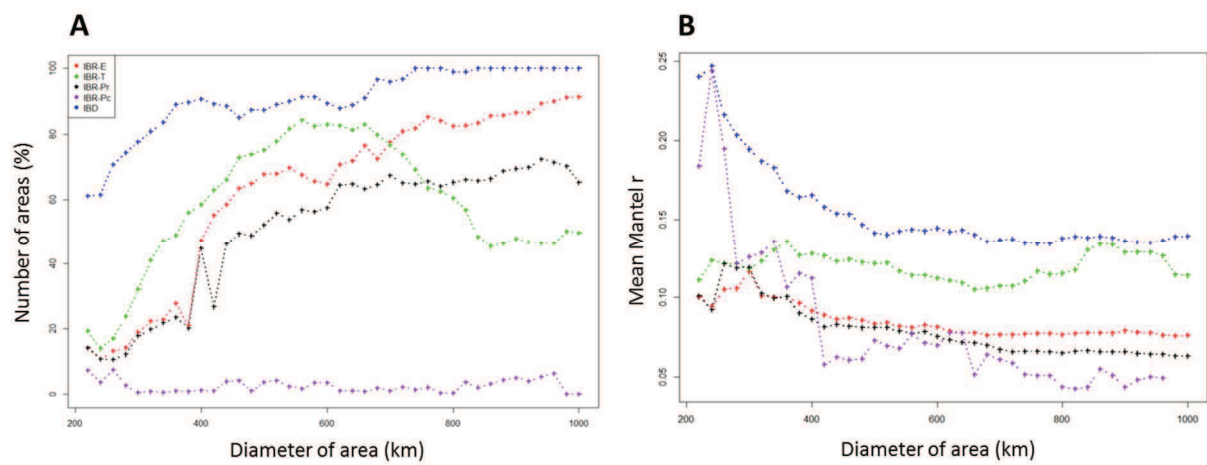 A
IBR-E
IBR-T
IBR-Pr
IBR-Pc
IBD
Number of areas (%)
100
80
60
40
20
0
200
400
600
800
1000
Diameter of area (km)
B
Mean Mantel r
0.25
0.20
0.15
0.10
0.05
200
400
600
800
1000
Diameter of area (km)